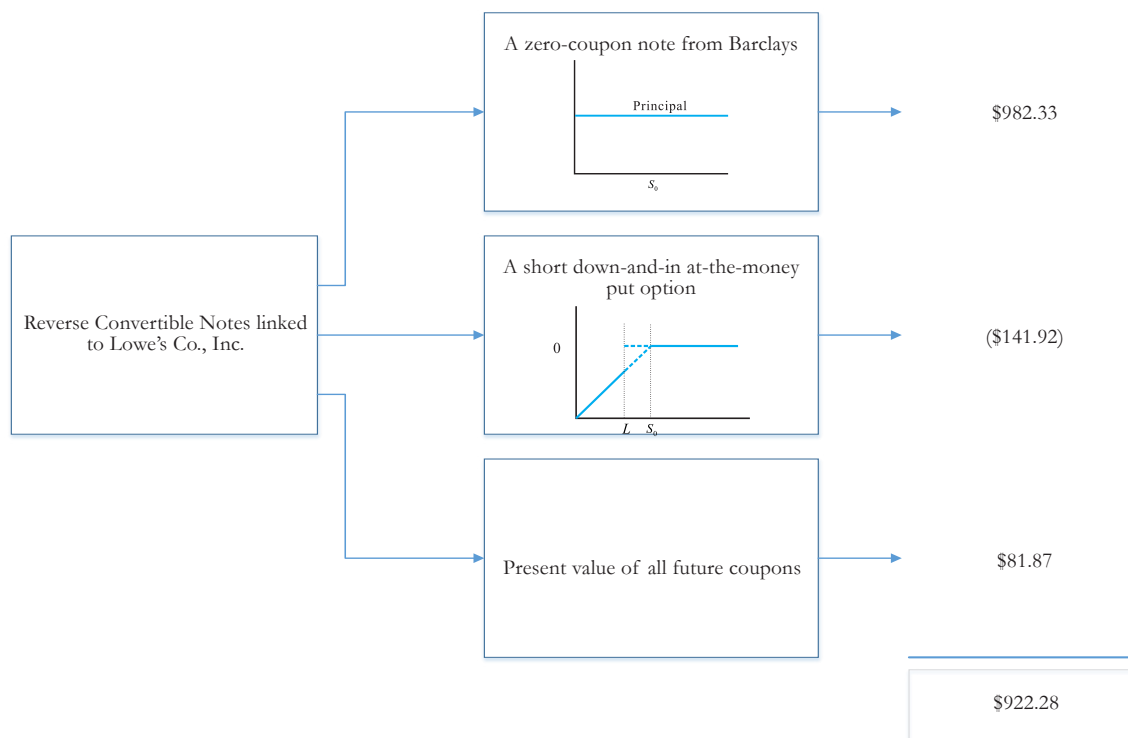 A zero-coupon note from Barclays
Principal
S₀
$982.33
Reverse Convertible Notes linked
to Lowe’s Co., Inc.
A short down-and-in at-the-money
put option
0
L S₀
($141.92)
Present value of all future coupons
$81.87
$922.28